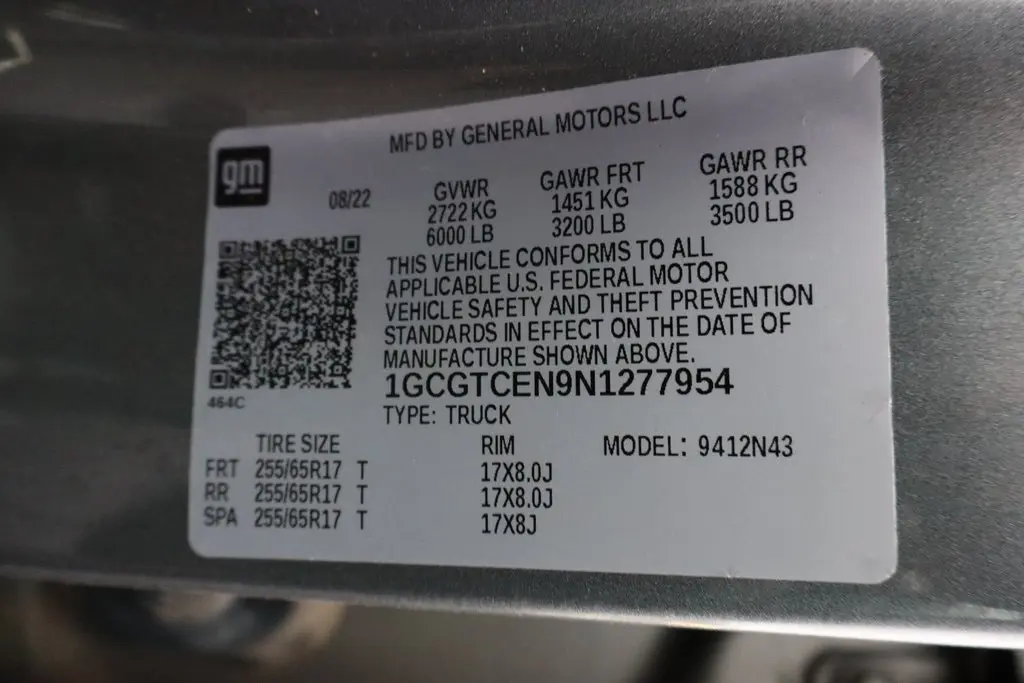 MFD BY GENERAL MOTORS LLC
gm
08/22
GVWR
2722 KG
6000 LB
GAWR FRT
1451 KG
3200 LB
GAWR RR
1588 KG
3500 LB
THIS VEHICLE CONFORMS TO ALL
APPLICABLE U.S. FEDERAL MOTOR
VEHICLE SAFETY AND THEFT PREVENTION
STANDARDS IN EFFECT ON THE DATE OF
MANUFACTURE SHOWN ABOVE.
1GCGTCEN9N1277954
464C
TYPE: TRUCK
TIRE SIZE RIM MODEL: 9412N43
FRT 255/65R17 T 17X8.0J
RR 255/65R17 T 17X8.0J
SPA 255/65R17 T 17X8J